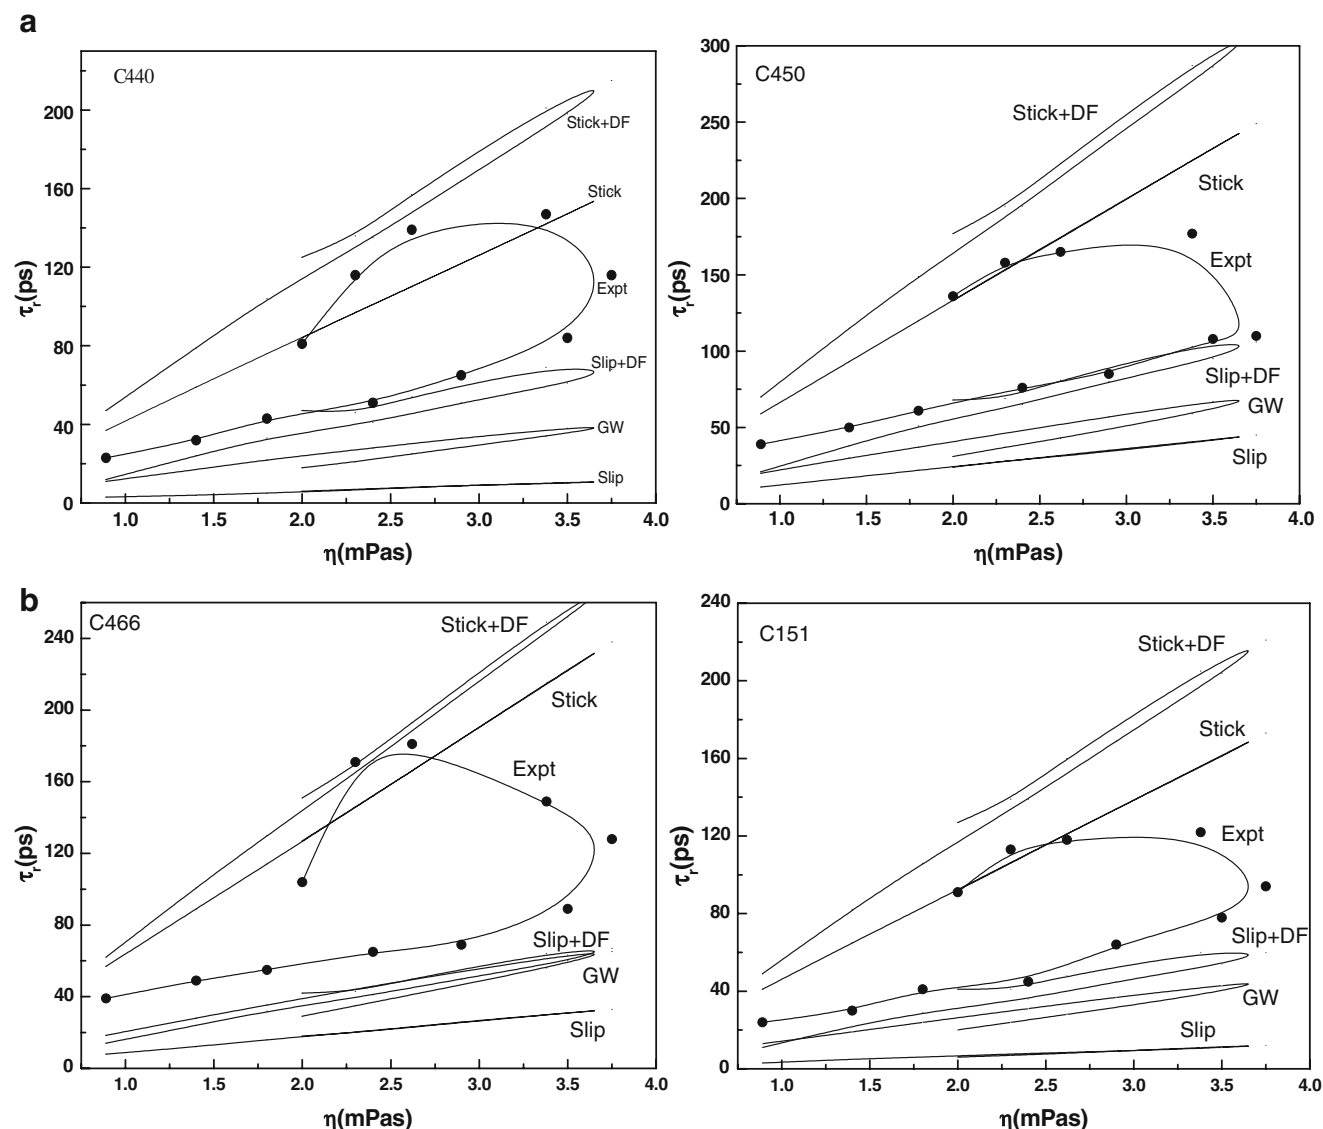 a
C440
200
160
120
80
40
0
τr(ps)
Stick+DF
Stick
Expt
Slip+DF
GW
Slip
1.0 1.5 2.0 2.5 3.0 3.5 4.0
η(mPas)
C450
300
250
200
150
100
50
0
τr(ps)
Stick+DF
Stick
Expt
Slip+DF
GW
Slip
1.0 1.5 2.0 2.5 3.0 3.5 4.0
η(mPas)
b
C466
240
200
160
120
80
40
0
τr(ps)
Stick+DF
Stick
Expt
Slip+DF
GW
Slip
1.0 1.5 2.0 2.5 3.0 3.5 4.0
η(mPas)
C151
240
200
160
120
80
40
0
τr(ps)
Stick+DF
Stick
Expt
Slip+DF
GW
Slip
1.0 1.5 2.0 2.5 3.0 3.5 4.0
η(mPas)